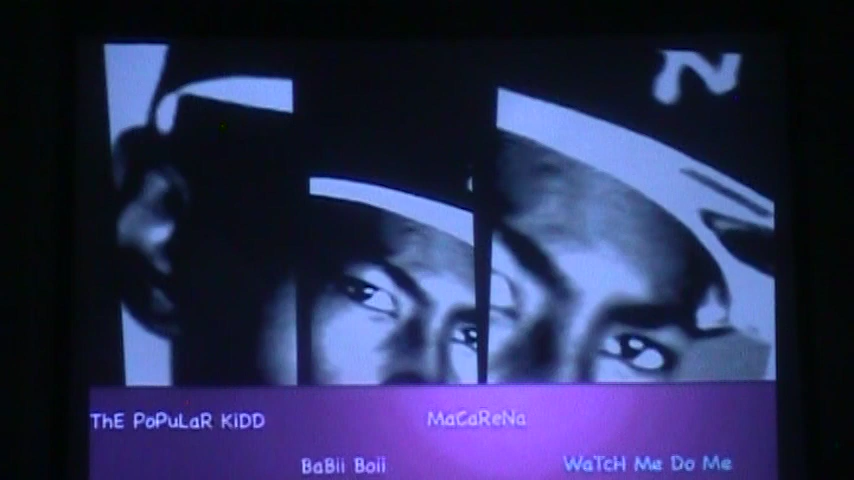 N
ThE PoPuLaR KiDD
MaCaReNa
BaBii Boii
WaTcH Me Do Me